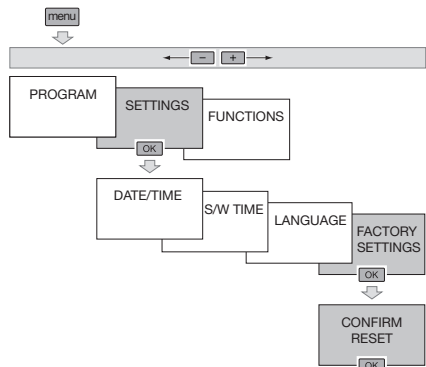 menu
− +
PROGRAM
SETTINGS
FUNCTIONS
OK
DATE/TIME
S/W TIME
LANGUAGE
FACTORY
SETTINGS
OK
CONFIRM
RESET
OK